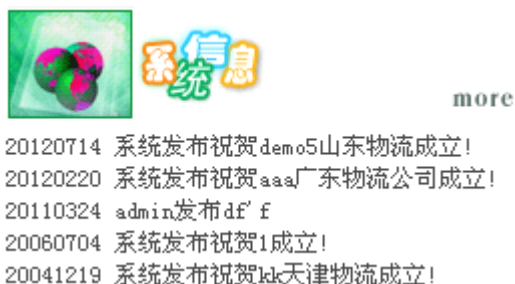 系统信息
more
20120714 系统发布祝贺demo5山东物流成立!
20120220 系统发布祝贺aaa广东物流公司成立!
20110324 admin发布df' f
20060704 系统发布祝贺1成立!
20041219 系统发布祝贺kk天津物流成立!